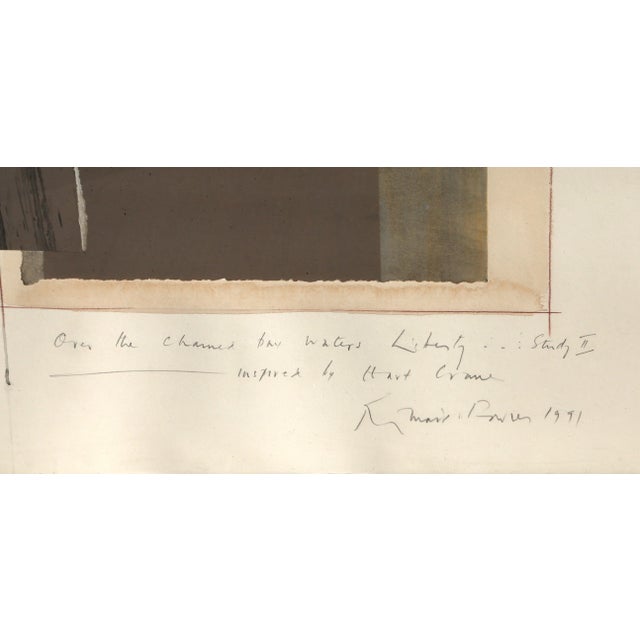 Over the chained bay waters Liberty . . : Study II
inspired by Hart Crane
1991